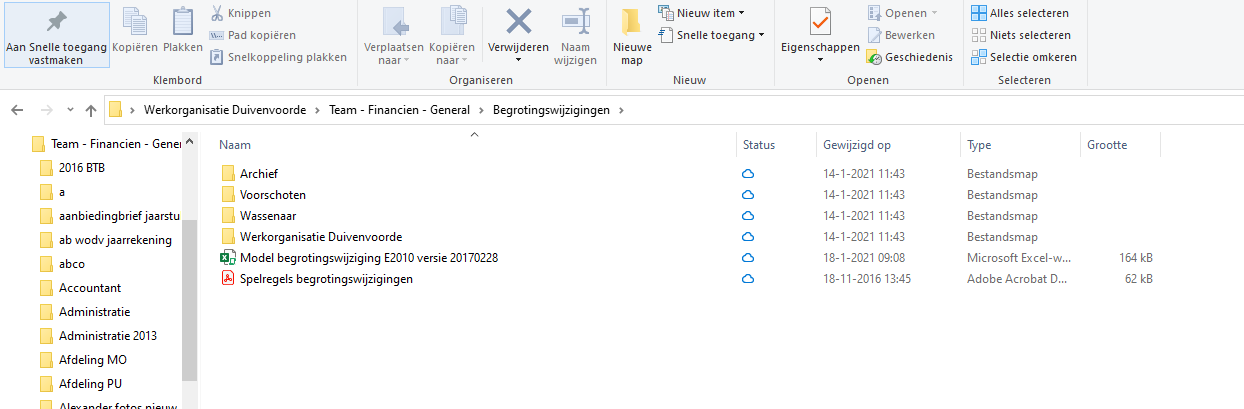 Aan Snelle toegang vastmaken
Kopiëren
Plakken
Knippen
Pad kopiëren
Snelkoppeling plakken
Klembord
Verplaatsen naar
Kopiëren naar
Verwijderen
Naam wijzigen
Organiseren
Nieuwe map
Nieuw item
Snelle toegang
Nieuw
Eigenschappen
Openen
Bewerken
Geschiedenis
Openen
Alles selecteren
Niets selecteren
Selectie omkeren
Selecteren
Werkorganisatie Duivenvoorde > Team - Financien - General > Begrotingswijzigingen >
Team - Financien - Gener
2016 BTB
a
aanbiedingbrief jaarstu
ab wodv jaarrekening
abco
Accountant
Administratie
Administratie 2013
Afdeling MO
Afdeling PU
Alexander fotos nieuw
Naam Status Gewijzigd op Type Grootte
Archief 14-1-2021 11:43 Bestandsmap
Voorschoten 14-1-2021 11:43 Bestandsmap
Wassenaar 14-1-2021 11:43 Bestandsmap
Werkorganisatie Duivenvoorde 14-1-2021 11:43 Bestandsmap
Model begrotingswijziging E2010 versie 20170228 18-1-2021 09:08 Microsoft Excel-w... 164 kB
Spelregels begrotingswijzigingen 18-11-2016 13:45 Adobe Acrobat D... 62 kB